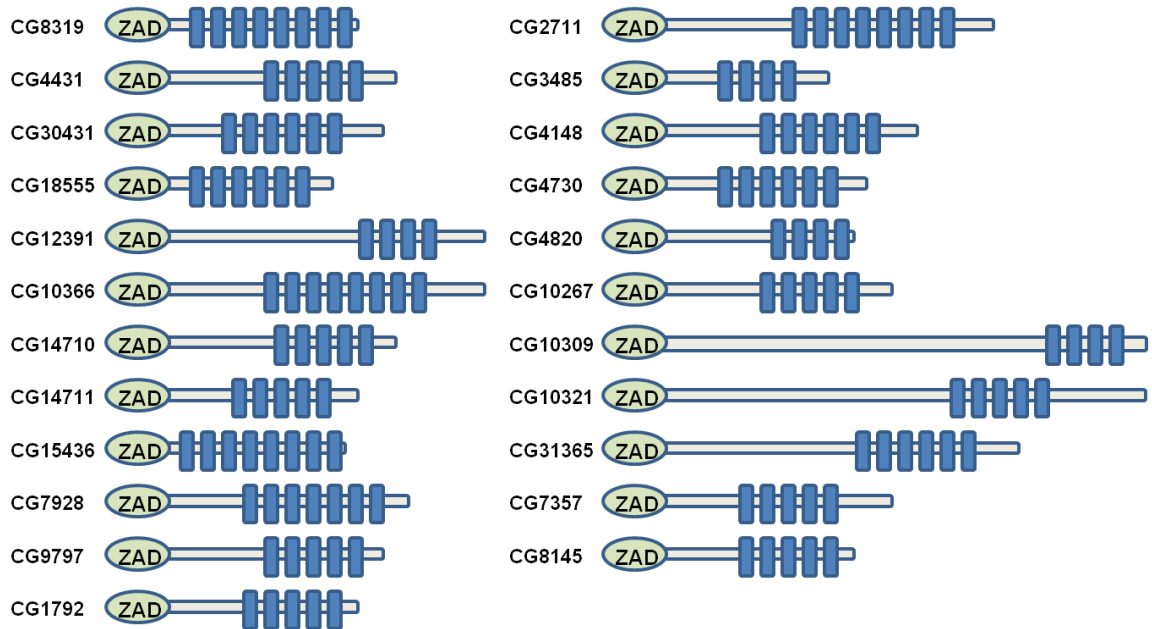 CG8319 ZAD
CG4431 ZAD
CG30431 ZAD
CG18555 ZAD
CG12391 ZAD
CG10366 ZAD
CG14710 ZAD
CG14711 ZAD
CG15436 ZAD
CG7928 ZAD
CG9797 ZAD
CG1792 ZAD
CG2711 ZAD
CG3485 ZAD
CG4148 ZAD
CG4730 ZAD
CG4820 ZAD
CG10267 ZAD
CG10309 ZAD
CG10321 ZAD
CG31365 ZAD
CG7357 ZAD
CG8145 ZAD